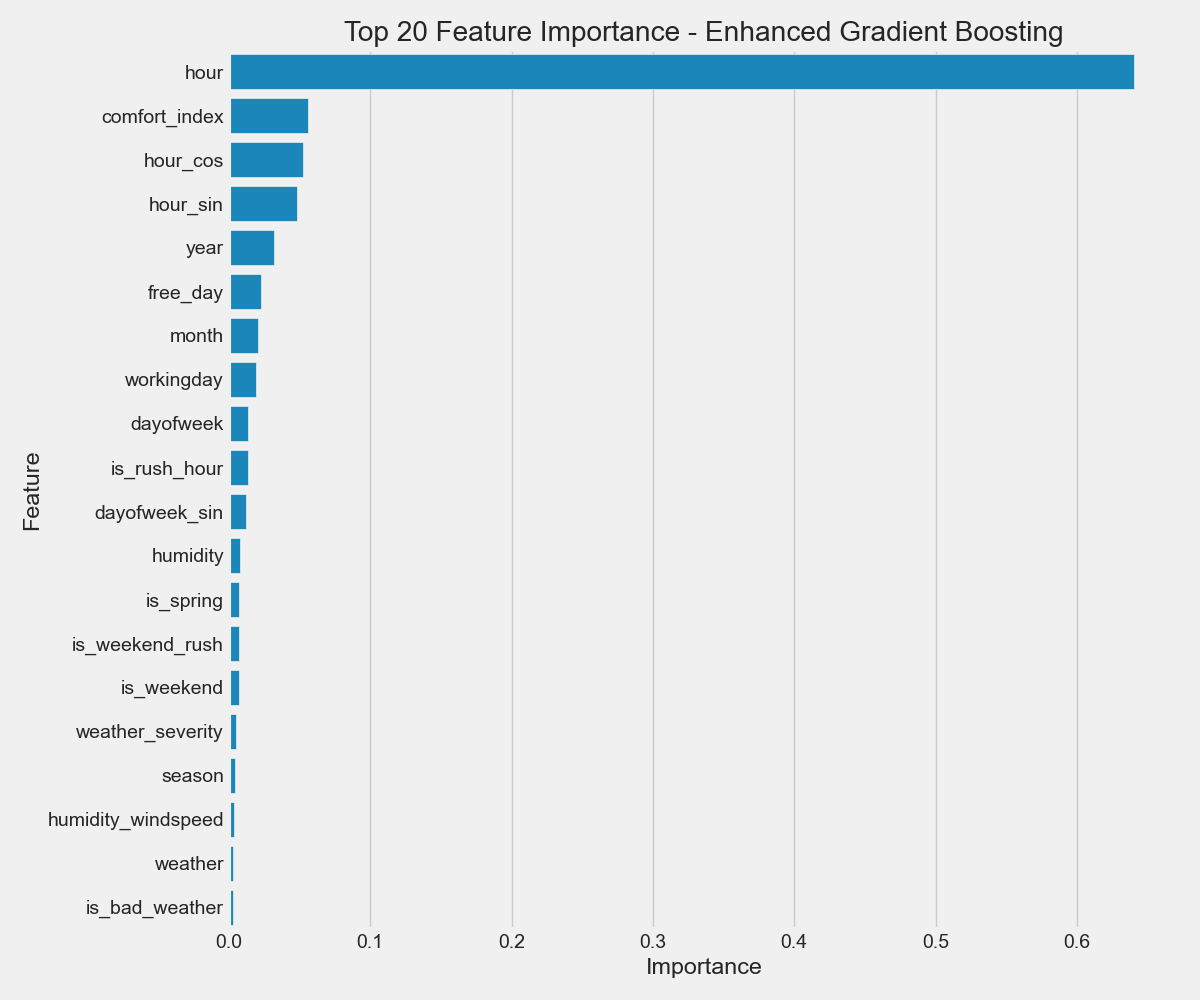 Top 20 Feature Importance - Enhanced Gradient Boosting
hour
comfort_index
hour_cos
hour_sin
year
free_day
month
workingday
dayofweek
is_rush_hour
dayofweek_sin
humidity
is_spring
is_weekend_rush
is_weekend
weather_severity
season
humidity_windspeed
weather
is_bad_weather
Feature
0.0 0.1 0.2 0.3 0.4 0.5 0.6
Importance